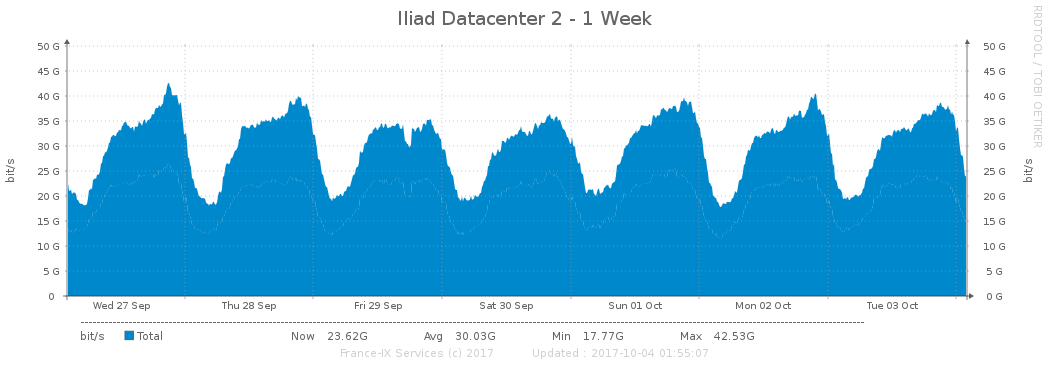 Iliad Datacenter 2 - 1 Week
RRDTOOL / TOBI OETIKER
bit/s
bit/s
50 G 50 G
45 G 45 G
40 G 40 G
35 G 35 G
30 G 30 G
25 G 25 G
20 G 20 G
15 G 15 G
10 G 10 G
5 G 5 G
0 0 G
Wed 27 Sep Thu 28 Sep Fri 29 Sep Sat 30 Sep Sun 01 Oct Mon 02 Oct Tue 03 Oct
bit/s Total Now 23.62G Avg 30.03G Min 17.77G Max 42.53G
France-IX Services (c) 2017 Updated : 2017-10-04 01:55:07